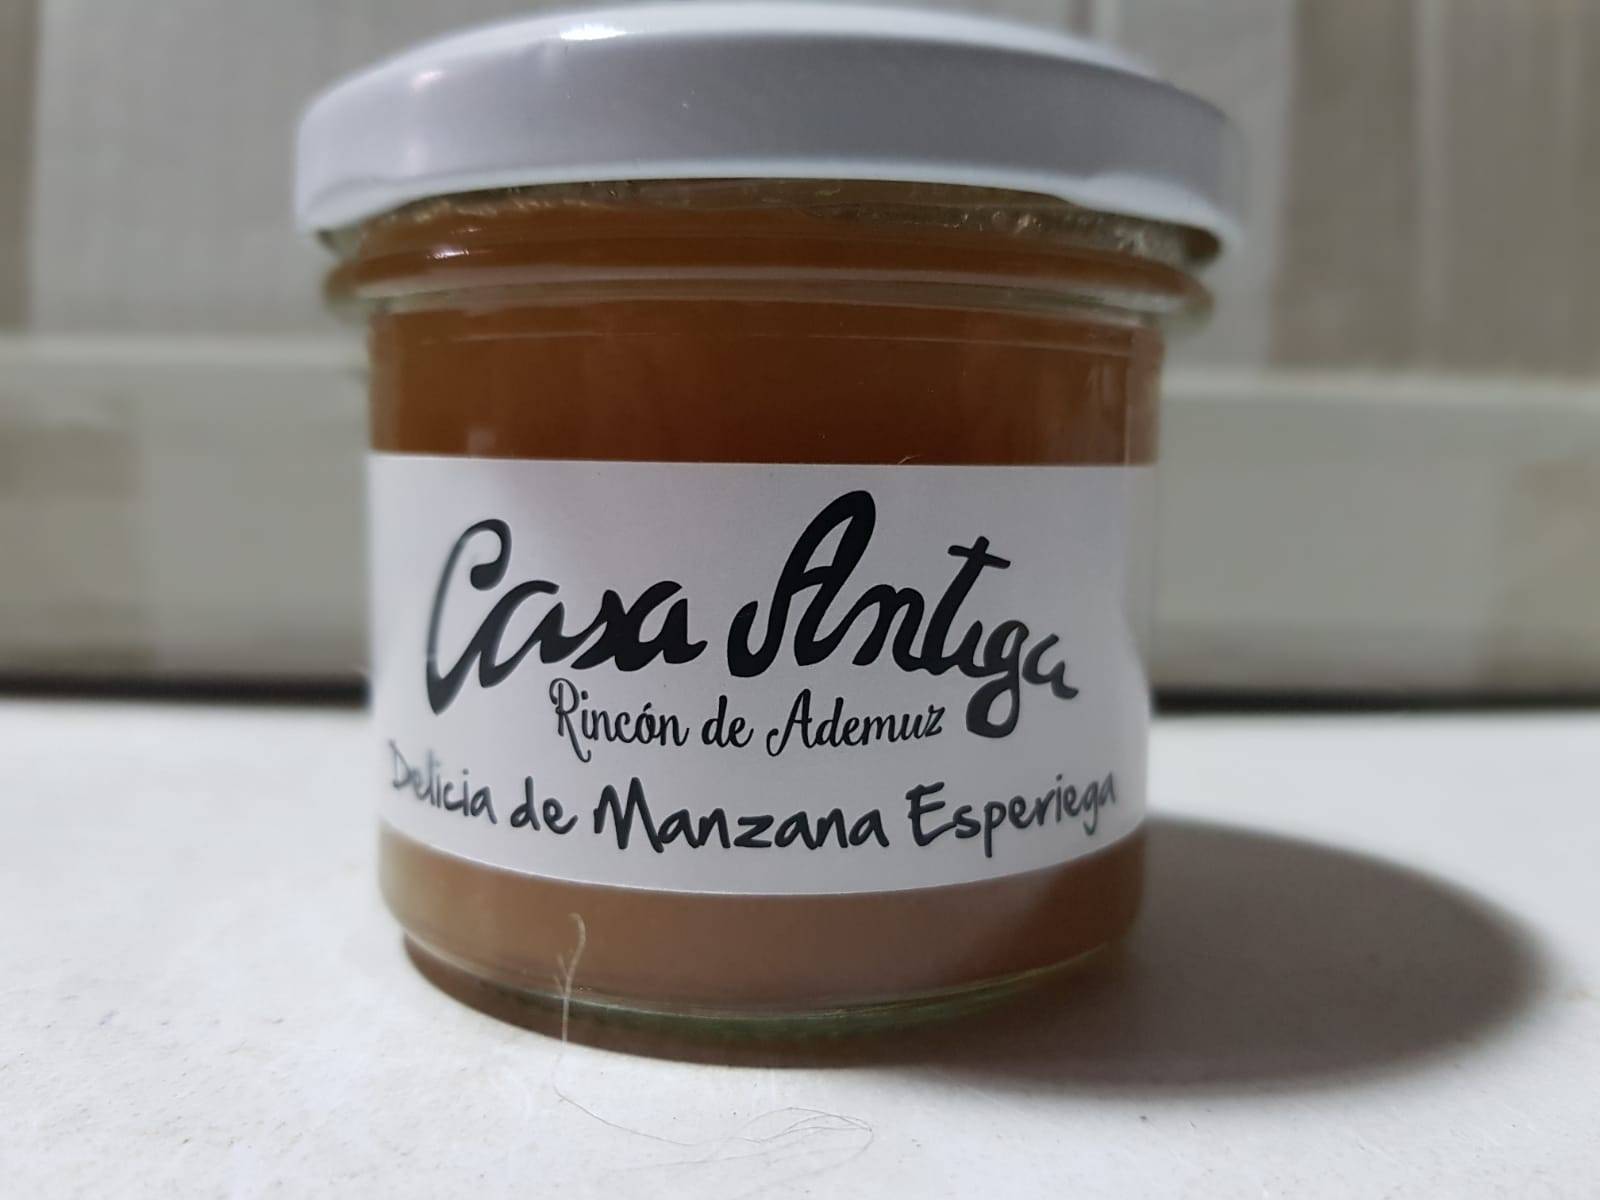 Casa Antiga
Rincón de Ademuz
Delicia de Manzana Esperiega